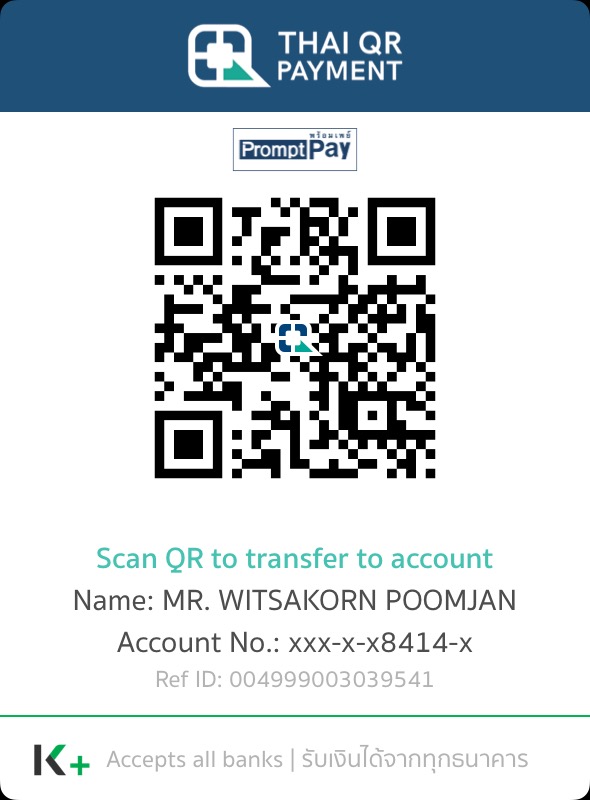 THAI QR
PAYMENT
พร้อมเพย์
PromptPay
Scan QR to transfer to account
Name: MR. WITSAKORN POOMJAN
Account No.: xxx-x-x8414-x
Ref ID: 004999003039541
K+ Accepts all banks | รับเงินได้จากทุกธนาคาร